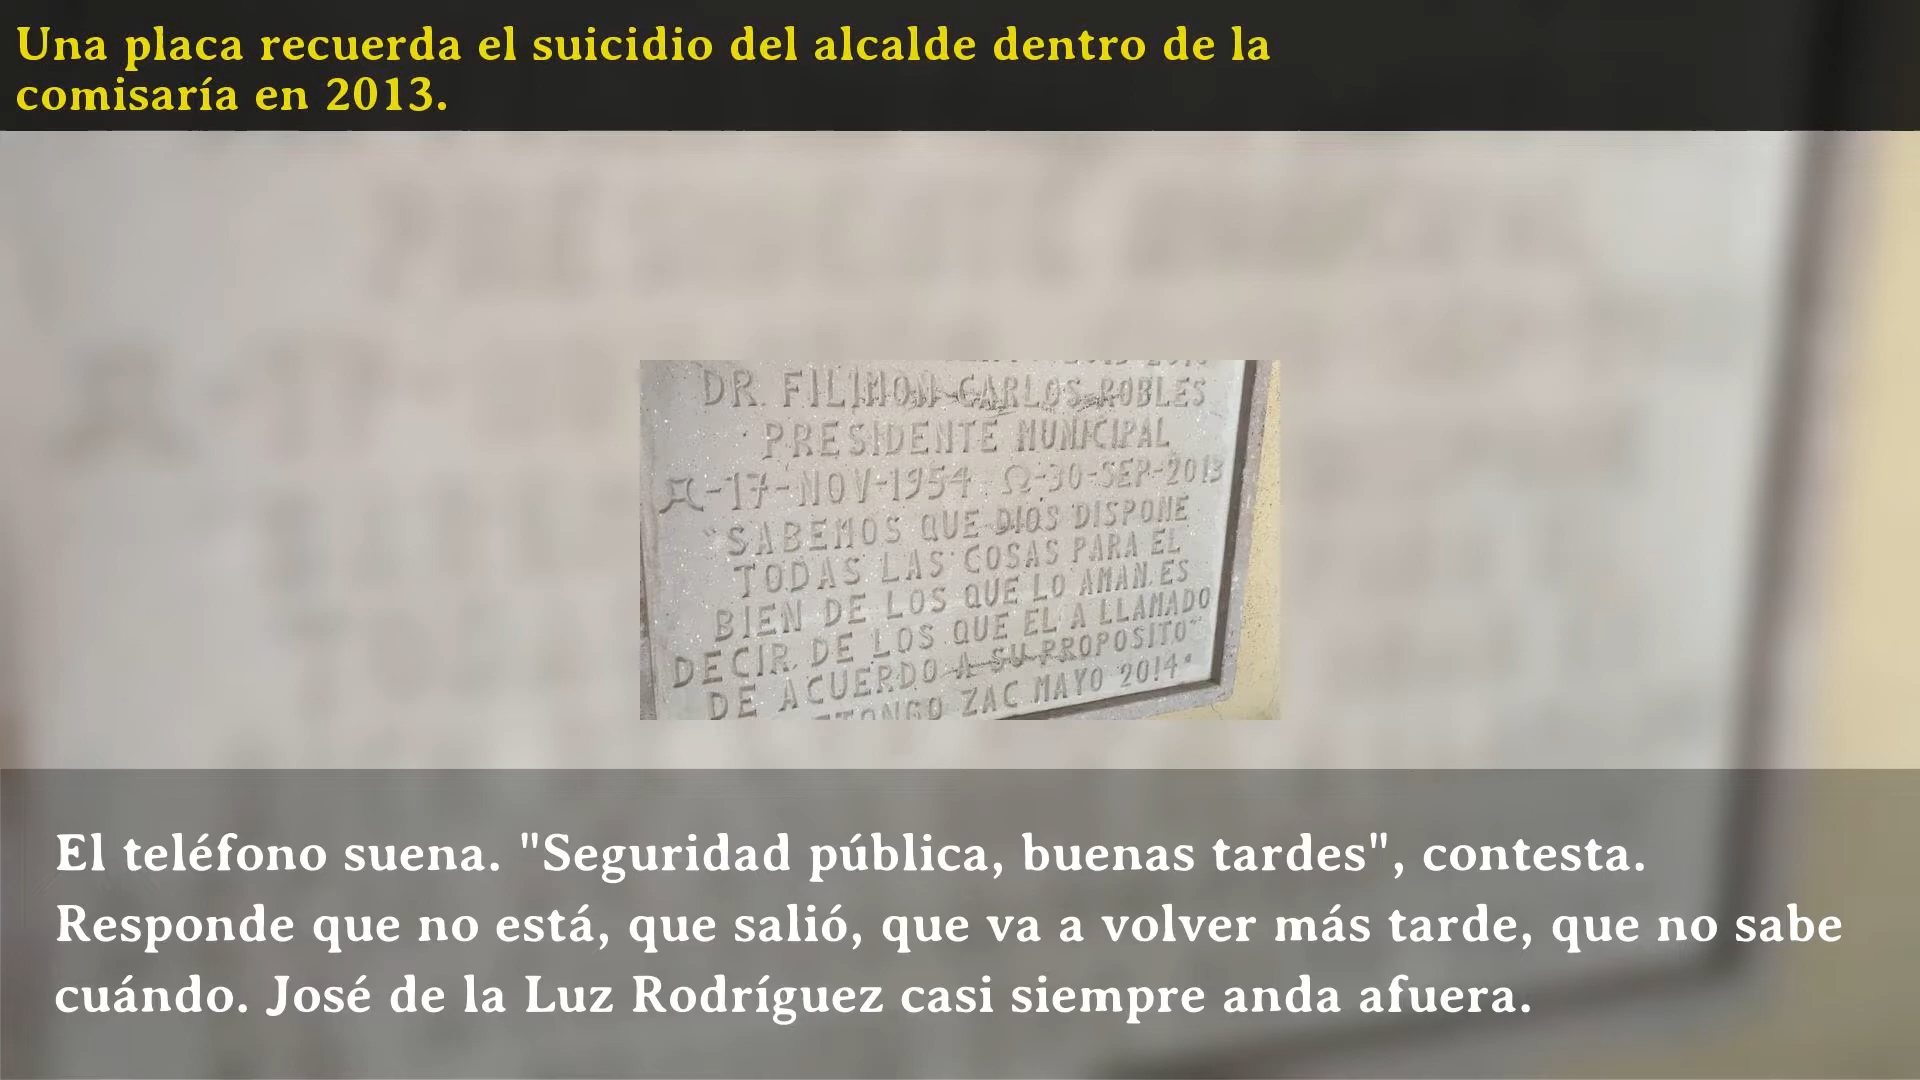 Una placa recuerda el suicidio del alcalde dentro de la
comisaría en 2013.
DR. FILIMON CARLOS ROBLES
PRESIDENTE MUNICIPAL
-17-NOV-1954 Ω-30-SEP-2013
"SABEMOS QUE DIOS DISPONE
TODAS LAS COSAS PARA EL
BIEN DE LOS QUE LO AMAN. ES
DECIR. DE LOS QUE EL A LLAMADO
DE ACUERDO A SU PROPOSITO"
ZAC MAYO 2014
El teléfono suena. "Seguridad pública, buenas tardes", contesta.
Responde que no está, que salió, que va a volver más tarde, que no sabe
cuándo. José de la Luz Rodríguez casi siempre anda afuera.